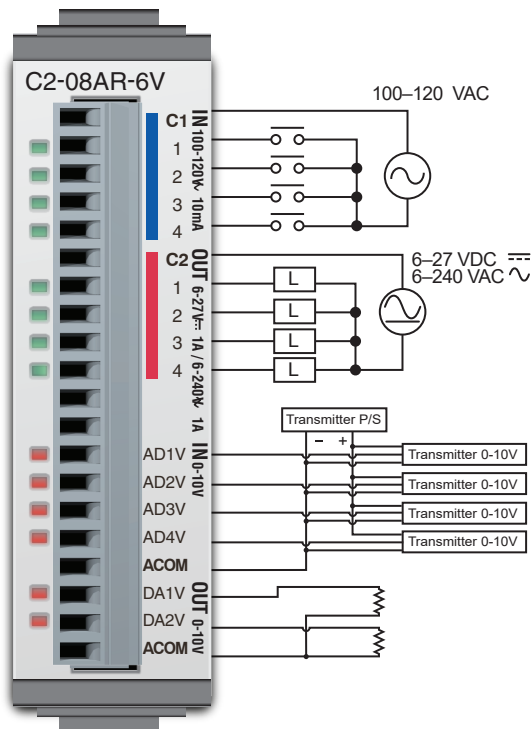 C2-08AR-6V
C1
1
2
3
4
C2
1
2
3
4
AD1V
AD2V
AD3V
AD4V
ACOM
DA1V
DA2V
ACOM
IN 100-120V~ 10mA
OUT 6-27V⎓ 1A / 6-240V~ 1A
IN 0-10V
OUT 0-10V
100–120 VAC
6–27 VDC
6–240 VAC
L
L
L
L
Transmitter P/S
– +
Transmitter 0-10V
Transmitter 0-10V
Transmitter 0-10V
Transmitter 0-10V